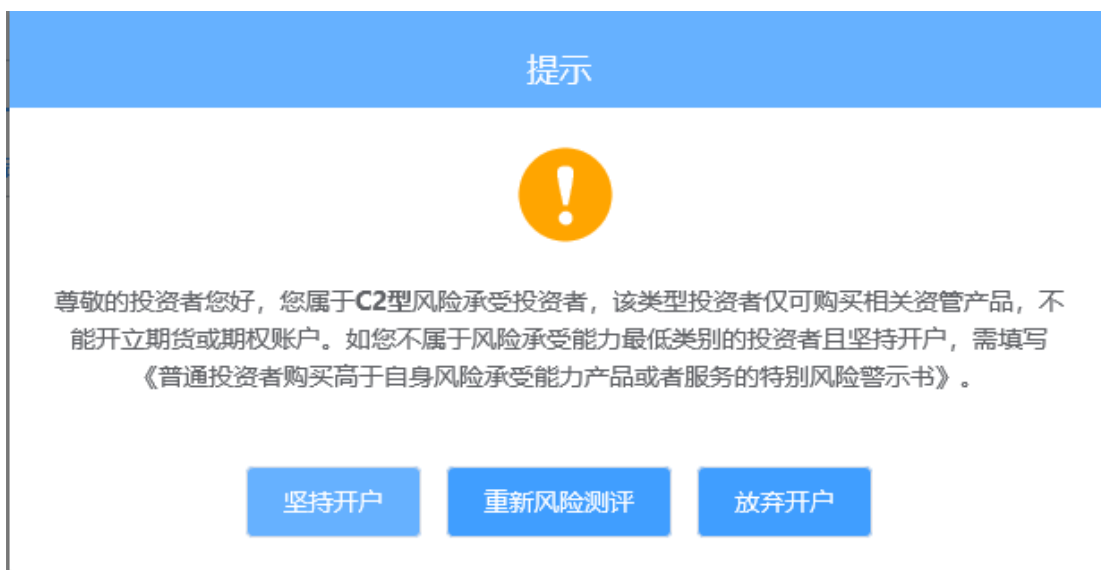 提示
尊敬的投资者您好，您属于C2型风险承受投资者，该类型投资者仅可购买相关资管产品，不
能开立期货或期权账户。如您不属于风险承受能力最低类别的投资者且坚持开户，需填写
《普通投资者购买高于自身风险承受能力产品或者服务的特别风险警示书》。
坚持开户
重新风险测评
放弃开户